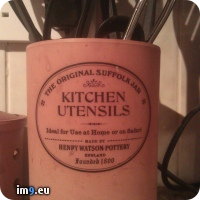 THE ORIGINAL SUFFOLK JAR
KITCHEN
UTENSILS
Ideal for Use at Home or on Safari
MADE BY
HENRY WATSON POTTERY
ENGLAND
Founded 1800
im9.eu